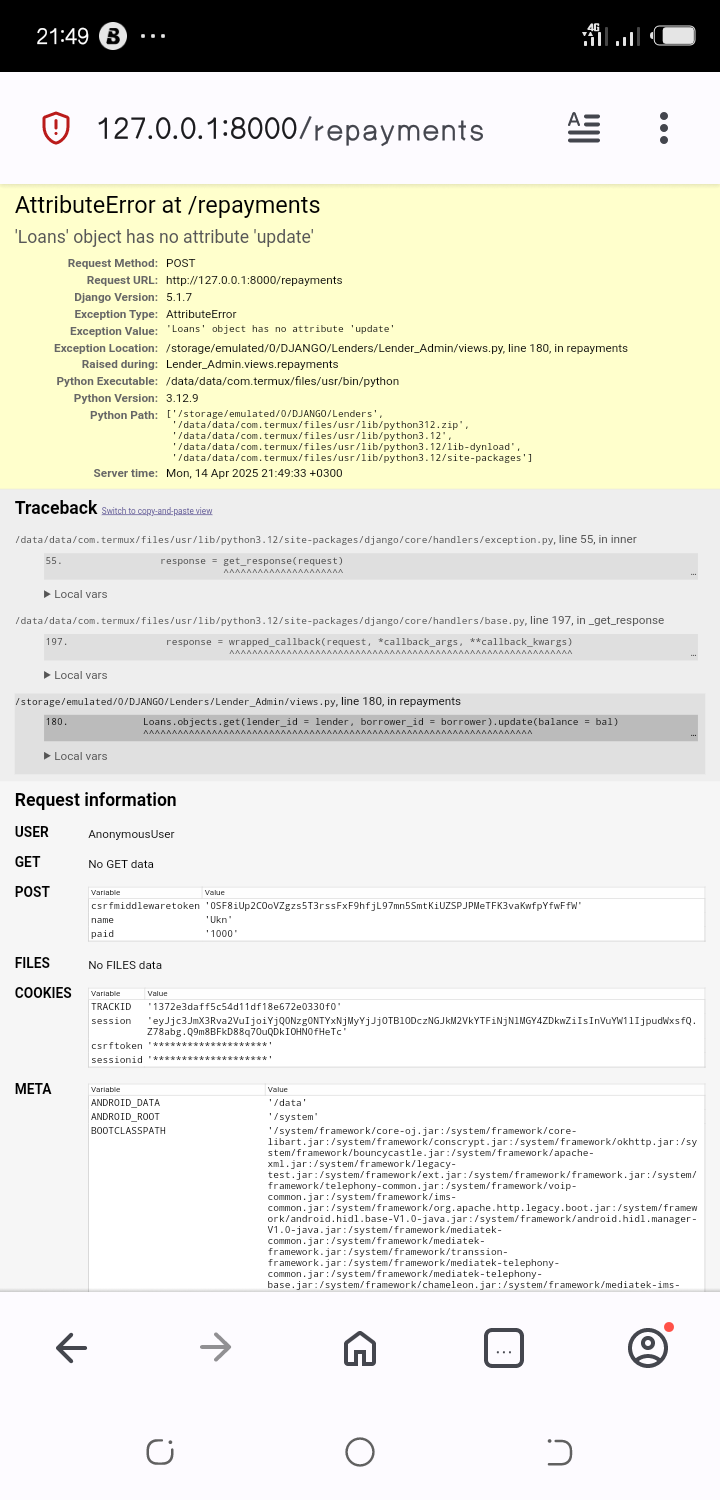 21:49
4G
127.0.0.1:8000/repayments
AttributeError at /repayments
'Loans' object has no attribute 'update'
Request Method: POST
Request URL: http://127.0.0.1:8000/repayments
Django Version: 5.1.7
Exception Type: AttributeError
Exception Value: 'Loans' object has no attribute 'update'
Exception Location: /storage/emulated/0/DJANGO/Lenders/Lender_Admin/views.py, line 180, in repayments
Raised during: Lender_Admin.views.repayments
Python Executable: /data/data/com.termux/files/usr/bin/python
Python Version: 3.12.9
Python Path: ['/storage/emulated/0/DJANGO/Lenders',
'/data/data/com.termux/files/usr/lib/python312.zip',
'/data/data/com.termux/files/usr/lib/python3.12',
'/data/data/com.termux/files/usr/lib/python3.12/lib-dynload',
'/data/data/com.termux/files/usr/lib/python3.12/site-packages']
Server time: Mon, 14 Apr 2025 21:49:33 +0300
Traceback Switch to copy-and-paste view
/data/data/com.termux/files/usr/lib/python3.12/site-packages/django/core/handlers/exception.py, line 55, in inner
55. response = get_response(request)
^^^^^^^^^^^^^^^^^^^^^ …
Local vars
/data/data/com.termux/files/usr/lib/python3.12/site-packages/django/core/handlers/base.py, line 197, in _get_response
197. response = wrapped_callback(request, *callback_args, **callback_kwargs)
^^^^^^^^^^^^^^^^^^^^^^^^^^^^^^^^^^^^^^^^^^^^^^^^^^^^^^^^^^^^ …
Local vars
/storage/emulated/0/DJANGO/Lenders/Lender_Admin/views.py, line 180, in repayments
180. Loans.objects.get(lender_id = lender, borrower_id = borrower).update(balance = bal)
^^^^^^^^^^^^^^^^^^^^^^^^^^^^^^^^^^^^^^^^^^^^^^^^^^^^^^^^^^^^^^^^^^^^ …
Local vars
Request information
USER AnonymousUser
GET No GET data
POST Variable Value
csrfmiddlewaretoken '0SF8iUp2COoVZgzs5T3rssFxF9hfjL97mn5SmtKiUZSPJPMeTFK3vaKwfpYfwFfW'
name 'Ukn'
paid '1000'
FILES No FILES data
COOKIES Variable Value
TRACKID '1372e3daff5c54d11df18e672e0330f0'
session 'eyJjc3JmX3Rva2VuIjoiYjQ0Nzg0NTYxNjMyYjJjOTBlODczNGJkM2VkYTFiNjNlMGY4ZDkwZiIsInVuYW1lIjpudWxsfQ.
Z78abg.Q9m8BFkD88q7OuQDkIOHNOfHeTc'
csrftoken '********************'
sessionid '********************'
META Variable Value
ANDROID_DATA '/data'
ANDROID_ROOT '/system'
BOOTCLASSPATH '/system/framework/core-oj.jar:/system/framework/core-
libart.jar:/system/framework/conscrypt.jar:/system/framework/okhttp.jar:/sy
stem/framework/bouncycastle.jar:/system/framework/apache-
xml.jar:/system/framework/legacy-
test.jar:/system/framework/ext.jar:/system/framework/framework.jar:/system/
framework/telephony-common.jar:/system/framework/voip-
common.jar:/system/framework/ims-
common.jar:/system/framework/org.apache.http.legacy.boot.jar:/system/framew
ork/android.hidl.base-V1.0-java.jar:/system/framework/android.hidl.manager-
V1.0-java.jar:/system/framework/mediatek-
common.jar:/system/framework/mediatek-
framework.jar:/system/framework/transsion-
framework.jar:/system/framework/mediatek-telephony-
common.jar:/system/framework/mediatek-telephony-
base.jar:/system/framework/chameleon.jar:/system/framework/mediatek-ims-